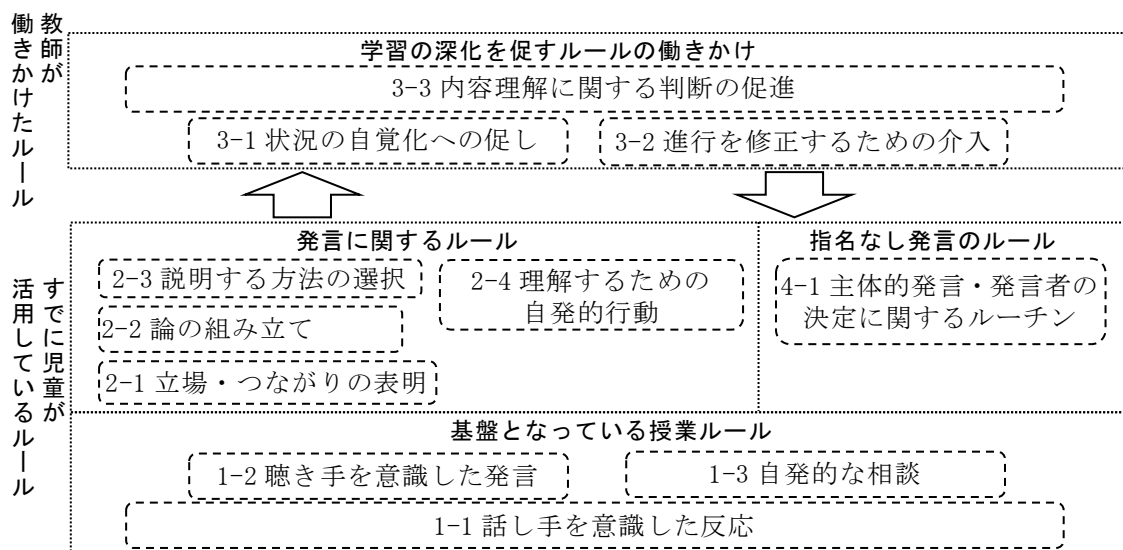 教師が
働きかけたルール
学習の深化を促すルールの働きかけ
3-3 内容理解に関する判断の促進
3-1 状況の自覚化への促し
3-2 進行を修正するための介入
すでに児童が
活用しているルール
発言に関するルール
2-3 説明する方法の選択
2-4 理解するための
自発的行動
2-2 論の組み立て
2-1 立場・つながりの表明
指名なし発言のルール
4-1 主体的発言・発言者の
決定に関するルーチン
基盤となっている授業ルール
1-2 聴き手を意識した発言
1-3 自発的な相談
1-1 話し手を意識した反応